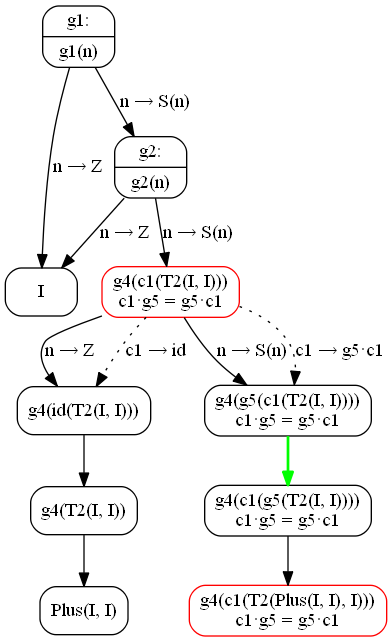 g1:
g1(n)
n → S(n)
g2:
g2(n)
n → Z
n → Z
n → S(n)
I
g4(c1(T2(I, I)))
c1·g5 = g5·c1
n → Z
c1 → id
n → S(n)
c1 → g5·c1
g4(id(T2(I, I)))
g4(g5(c1(T2(I, I))))
c1·g5 = g5·c1
g4(T2(I, I))
g4(c1(g5(T2(I, I))))
c1·g5 = g5·c1
Plus(I, I)
g4(c1(T2(Plus(I, I), I)))
c1·g5 = g5·c1